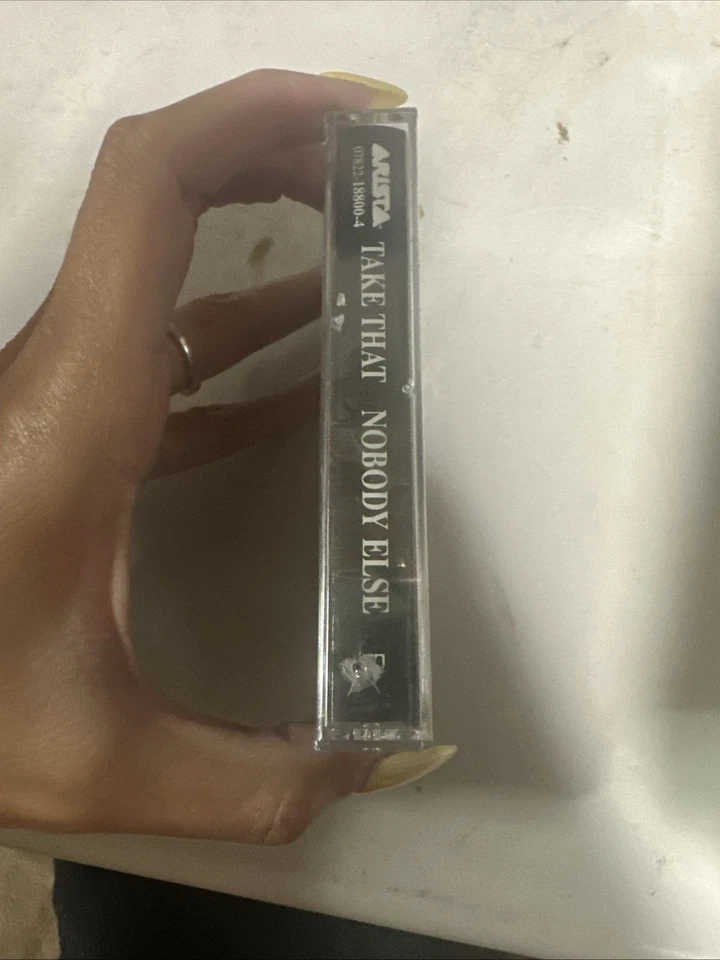 ARISTA
07822-18800-4
TAKE THAT NOBODY ELSE